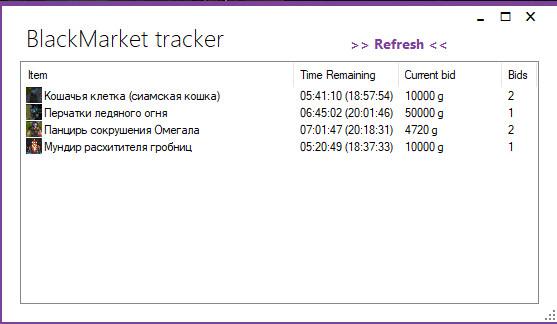 BlackMarket tracker
>> Refresh <<
Item Time Remaining Current bid Bids
Кошачья клетка (сиамская кошка) 05:41:10 (18:57:54) 10000 g 2
Перчатки ледяного огня 06:45:02 (20:01:46) 50000 g 1
Панцирь сокрушения Омегала 07:01:47 (20:18:31) 4720 g 2
Мундир расхитителя гробниц 05:20:49 (18:37:33) 10000 g 1